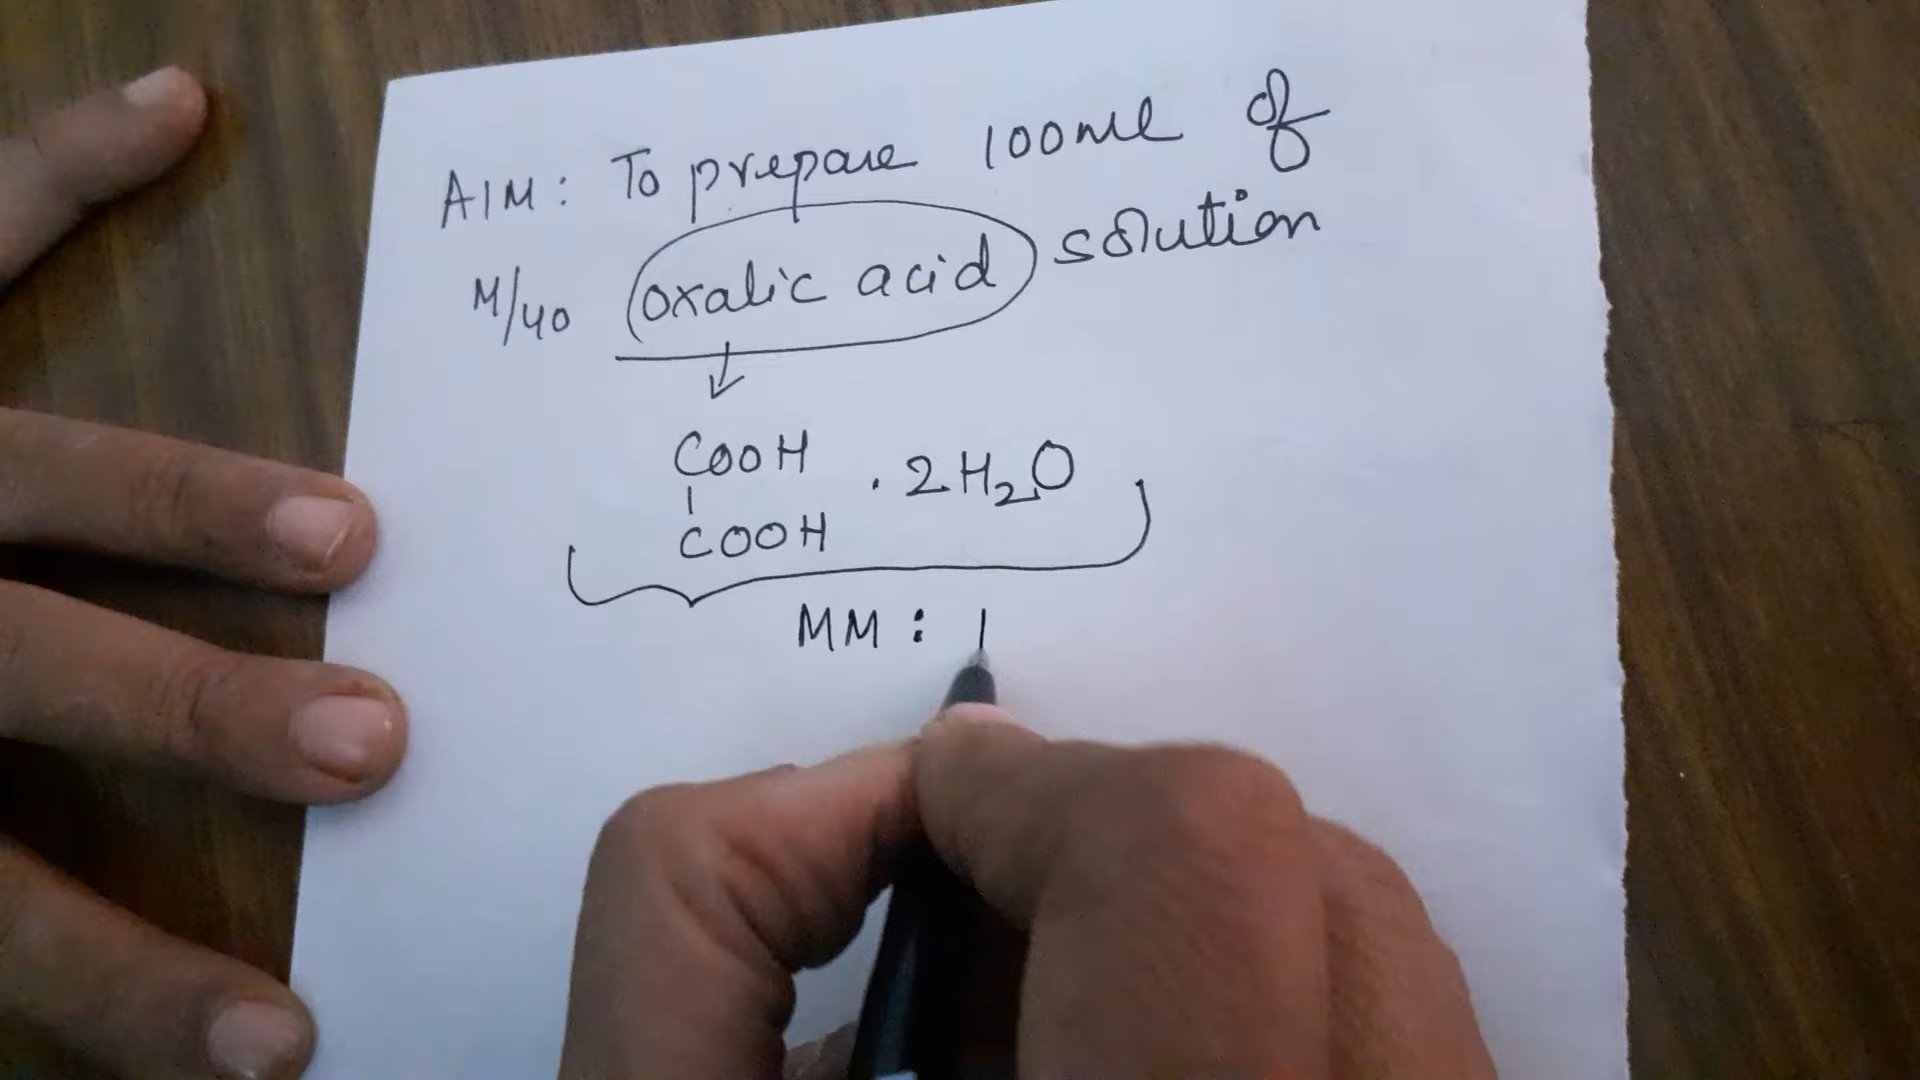 AIM: To prepare 100ml of
M/40 oxalic acid solution
COOH
. 2H₂O
COOH
MM : 1